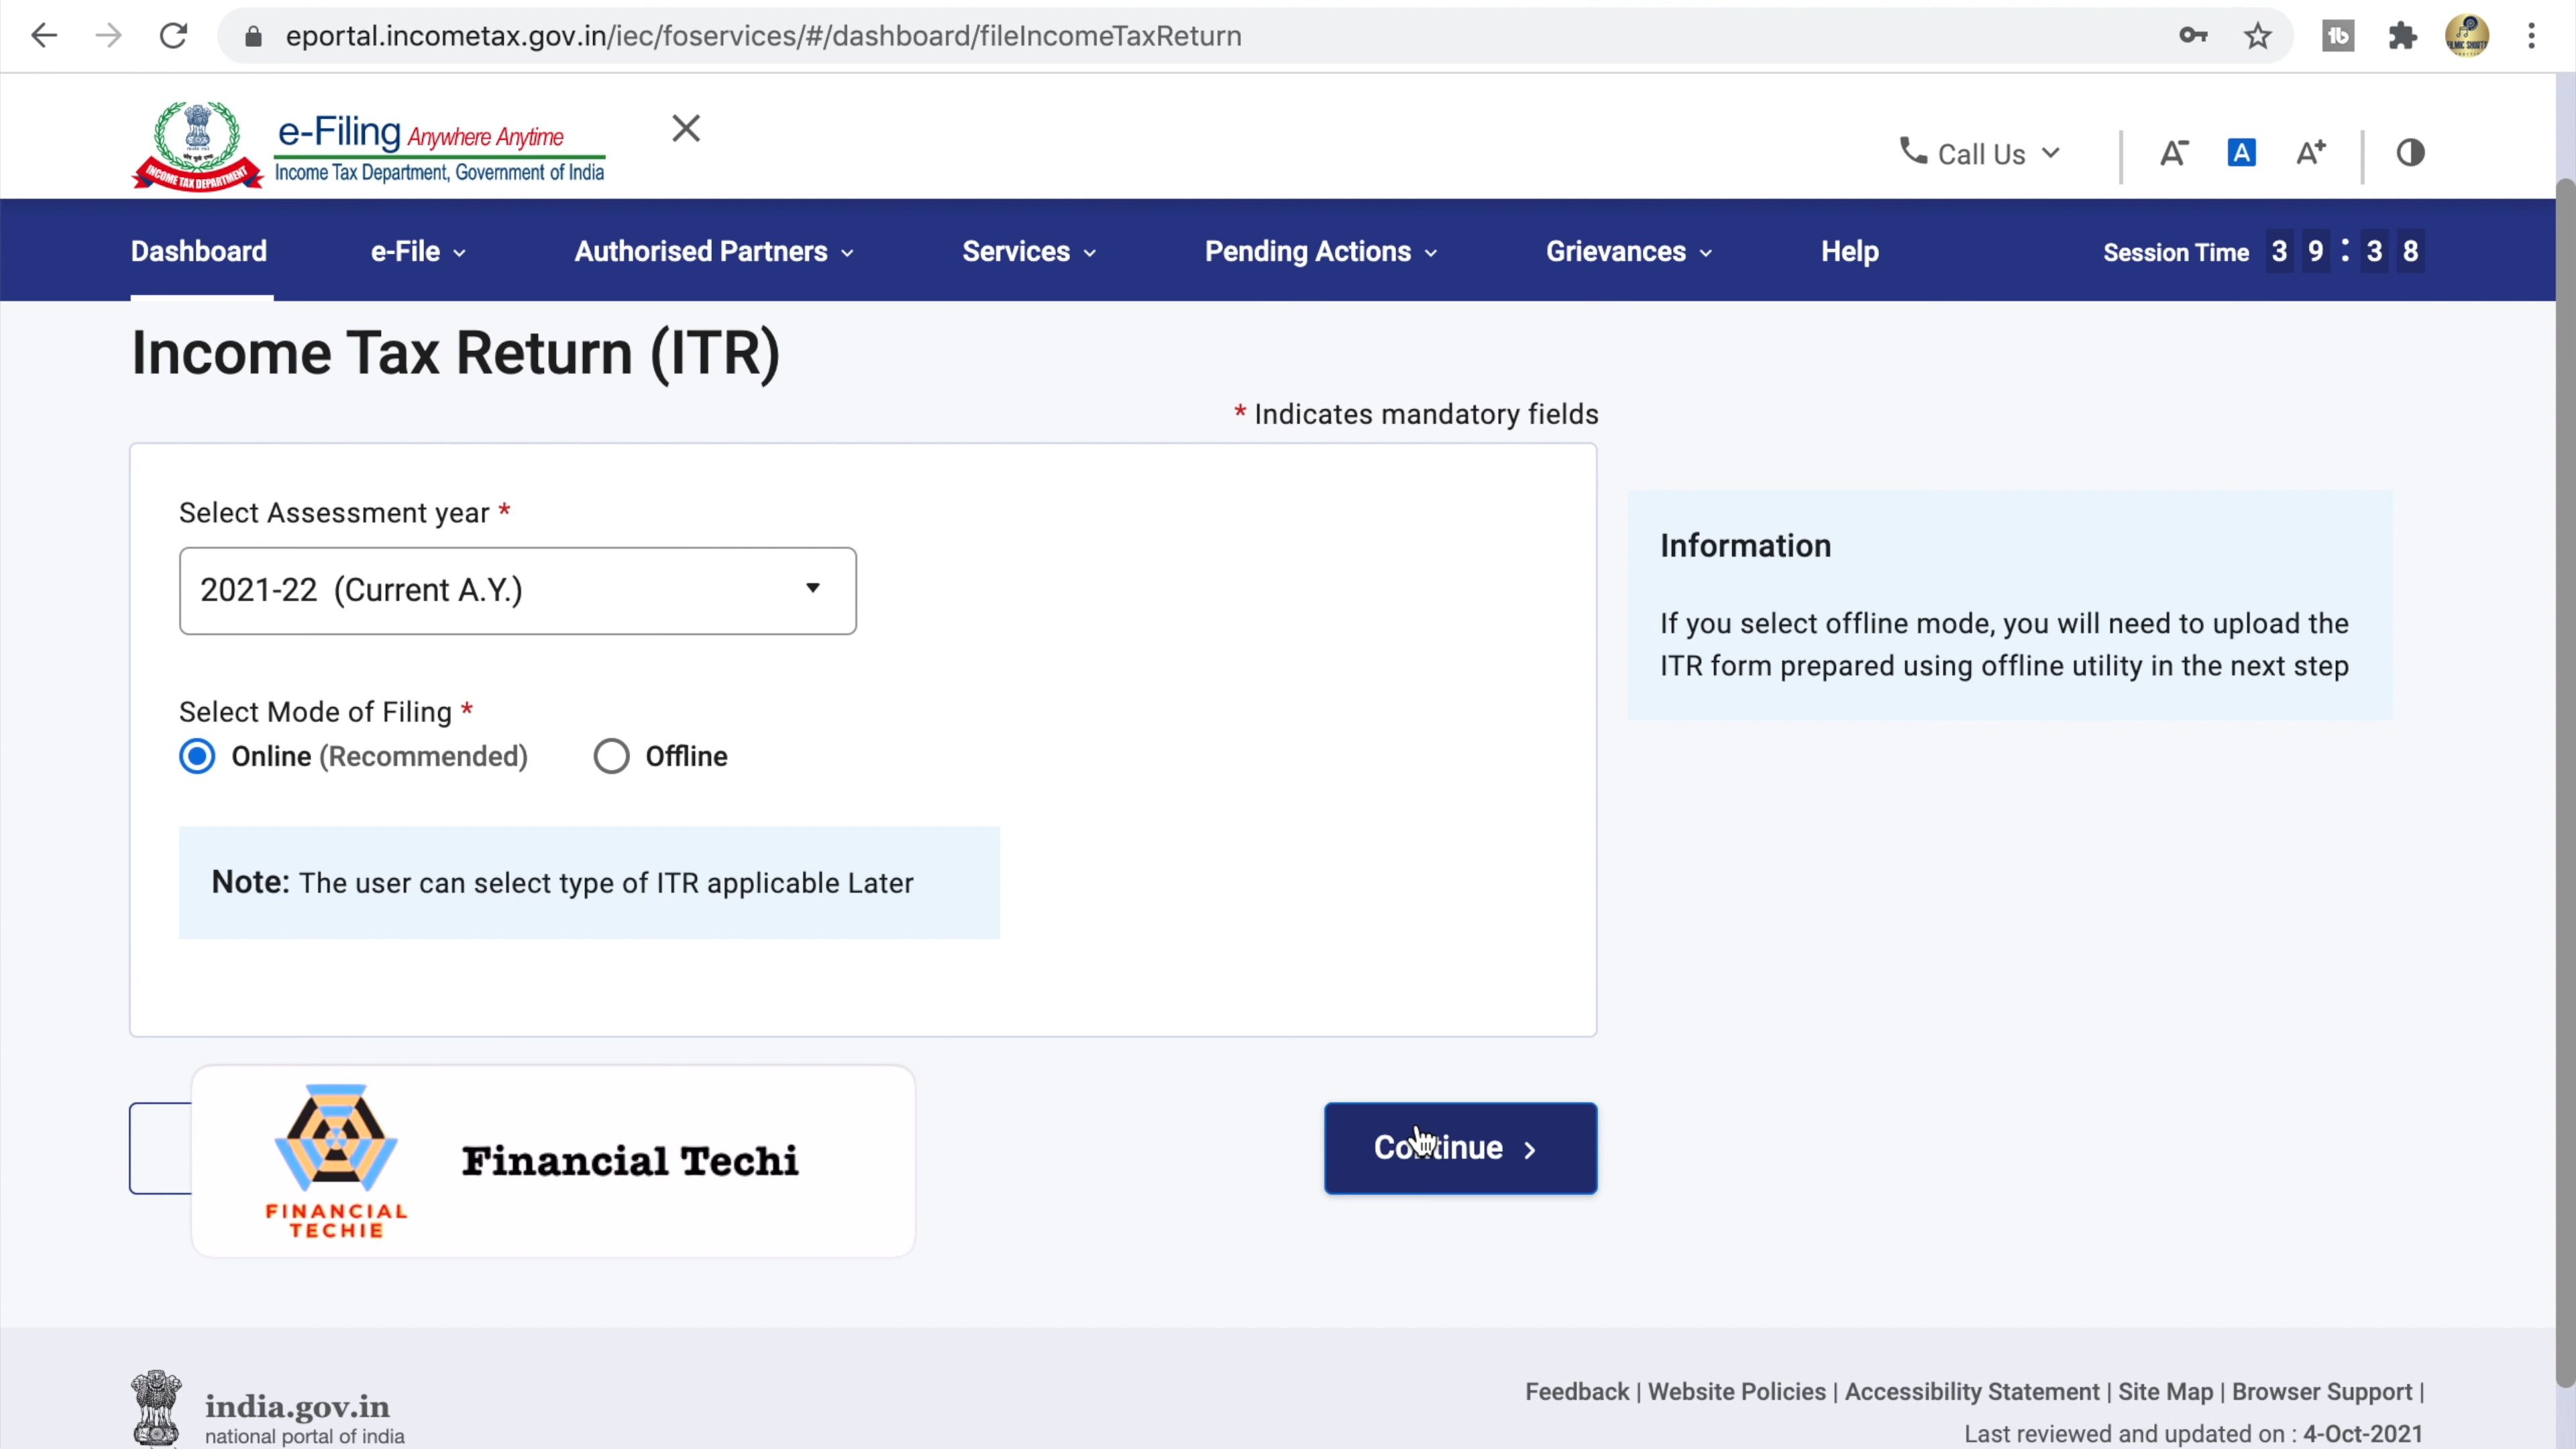 eportal.incometax.gov.in/iec/foservices/#/dashboard/fileIncomeTaxReturn
e-Filing Anywhere Anytime
Income Tax Department, Government of India
INCOME TAX DEPARTMENT
Call Us
A- A A+
Dashboard e-File Authorised Partners Services Pending Actions Grievances Help Session Time 3 9 : 3 8
Income Tax Return (ITR)
* Indicates mandatory fields
Select Assessment year *
2021-22 (Current A.Y.)
Select Mode of Filing *
Online (Recommended) Offline
Note: The user can select type of ITR applicable Later
Information
If you select offline mode, you will need to upload the
ITR form prepared using offline utility in the next step
FINANCIAL
TECHIE
Financial Techi
Continue >
india.gov.in
national portal of india
Feedback | Website Policies | Accessibility Statement | Site Map | Browser Support |
Last reviewed and updated on : 4-Oct-2021